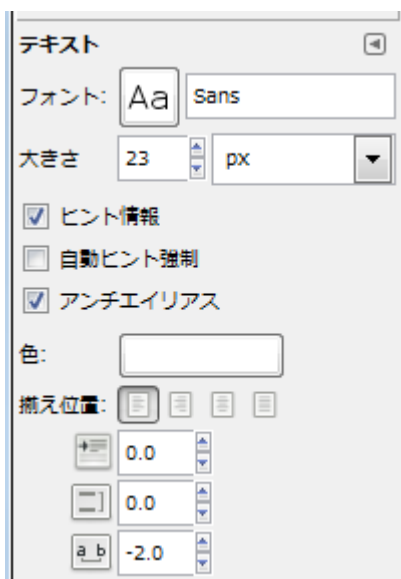 テキスト
フォント: Aa Sans
大きさ 23 px
ヒント情報
自動ヒント強制
アンチエイリアス
色:
揃え位置:
0.0
0.0
a b -2.0